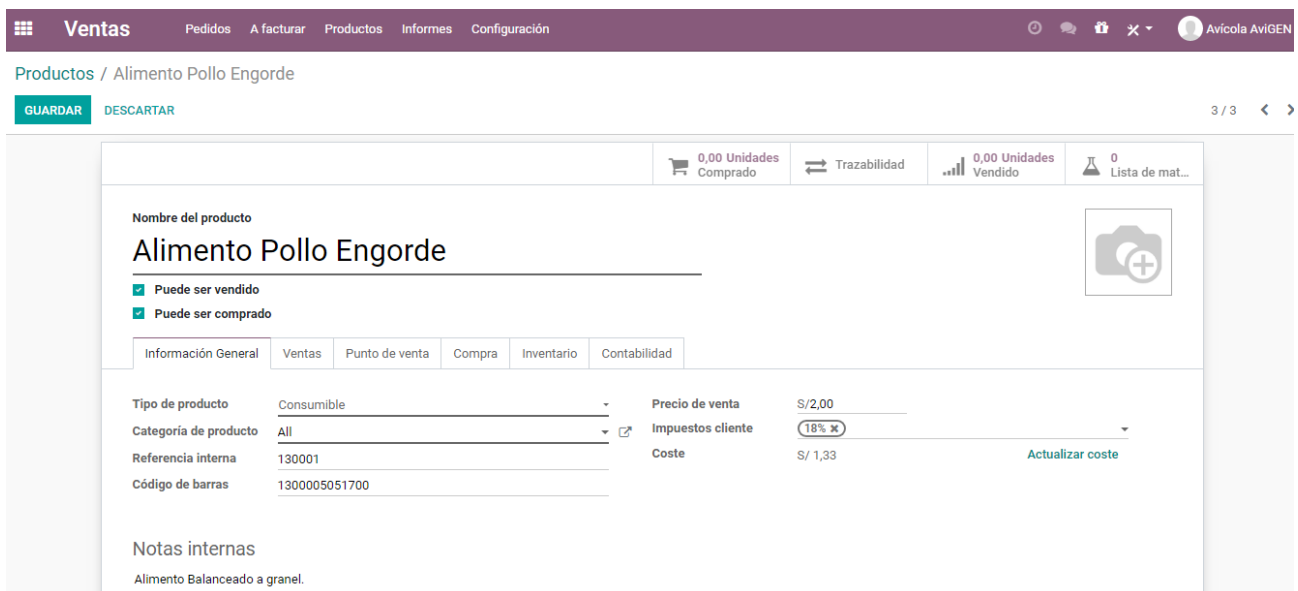 Ventas Pedidos A facturar Productos Informes Configuración Avícola AviGEN
Productos / Alimento Pollo Engorde
GUARDAR DESCARTAR 3 / 3
0,00 Unidades
Comprado
Trazabilidad
0,00 Unidades
Vendido
0
Lista de mat...
Nombre del producto
Alimento Pollo Engorde
Puede ser vendido
Puede ser comprado
Información General Ventas Punto de venta Compra Inventario Contabilidad
Tipo de producto Consumible
Categoría de producto All
Referencia interna 130001
Código de barras 1300005051700
Precio de venta S/2,00
Impuestos cliente 18% ×
Coste S/ 1,33 Actualizar coste
Notas internas
Alimento Balanceado a granel.